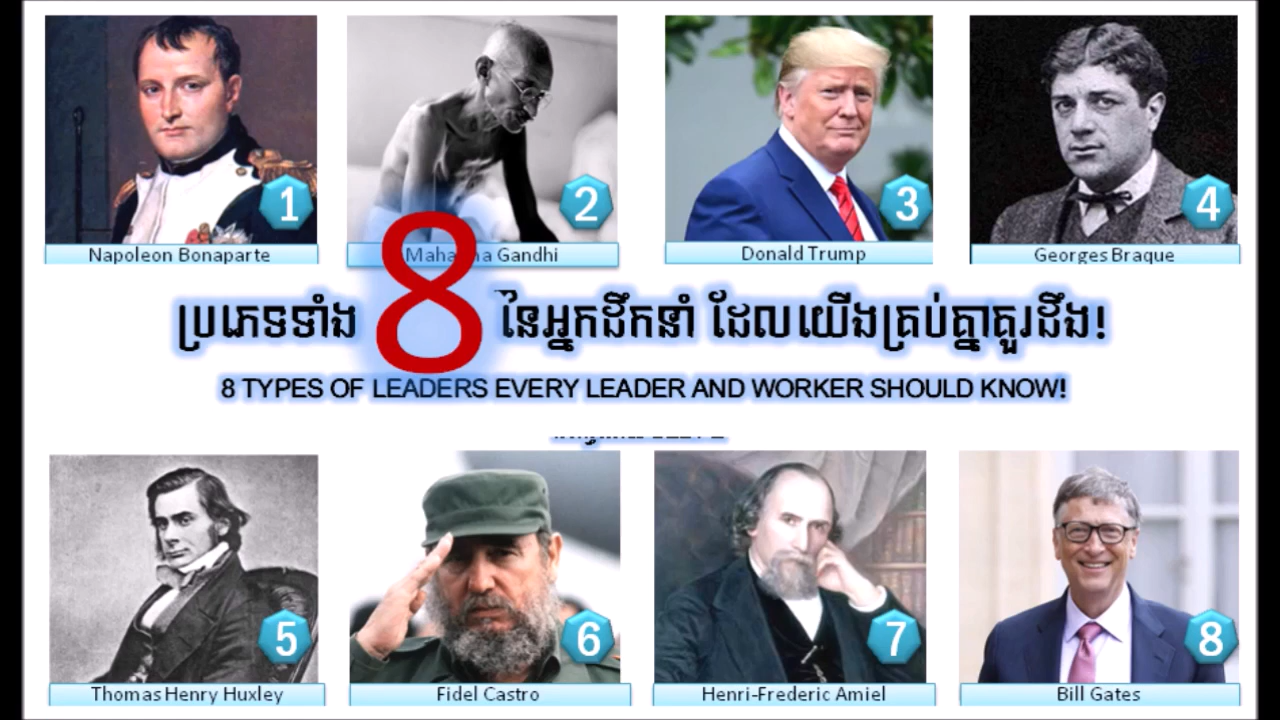 1
2
3
4
Napoleon Bonaparte
Gandhi
Donald Trump
Georges Braque
ប្រភេទទាំង 8 នៃអ្នកដឹកនាំ ដែលយើងគ្រប់គ្នាគួរដឹង!
8 TYPES OF LEADERS EVERY LEADER AND WORKER SHOULD KNOW!
5
6
7
8
Thomas Henry Huxley
Fidel Castro
Henri-Frederic Amiel
Bill Gates